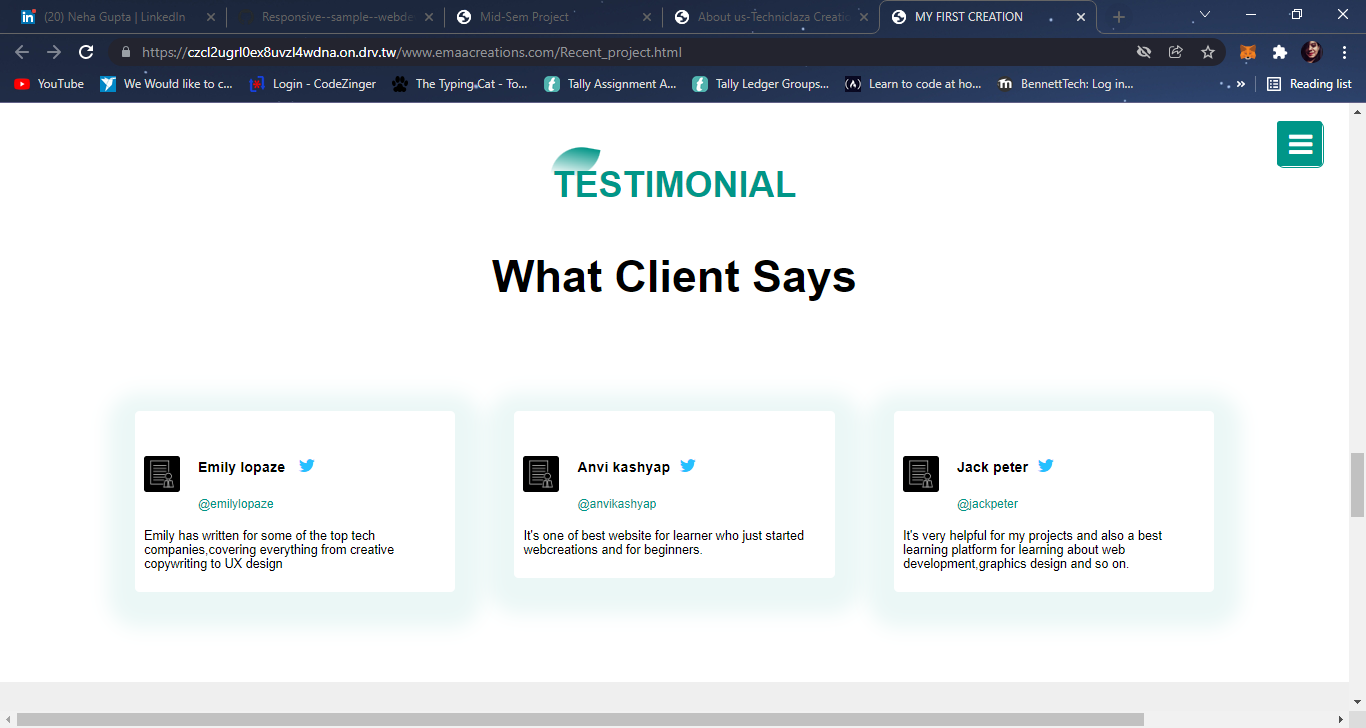 (20) Neha Gupta | LinkedIn
Responsive--sample--webde
Mid-Sem Project
About us-Techniclaza Creatic
MY FIRST CREATION
https://czcl2ugrl0ex8uvzl4wdna.on.drv.tw/www.emaacreations.com/Recent_project.html
YouTube
We Would like to c...
Login - CodeZinger
The Typing Cat - To...
Tally Assignment A...
Tally Ledger Groups...
Learn to code at ho...
BennettTech: Log in...
Reading list
TESTIMONIAL
What Client Says
Emily lopaze
@emilylopaze
Emily has written for some of the top tech
companies,covering everything from creative
copywriting to UX design
Anvi kashyap
@anvikashyap
It's one of best website for learner who just started
webcreations and for beginners.
Jack peter
@jackpeter
It's very helpful for my projects and also a best
learning platform for learning about web
development,graphics design and so on.